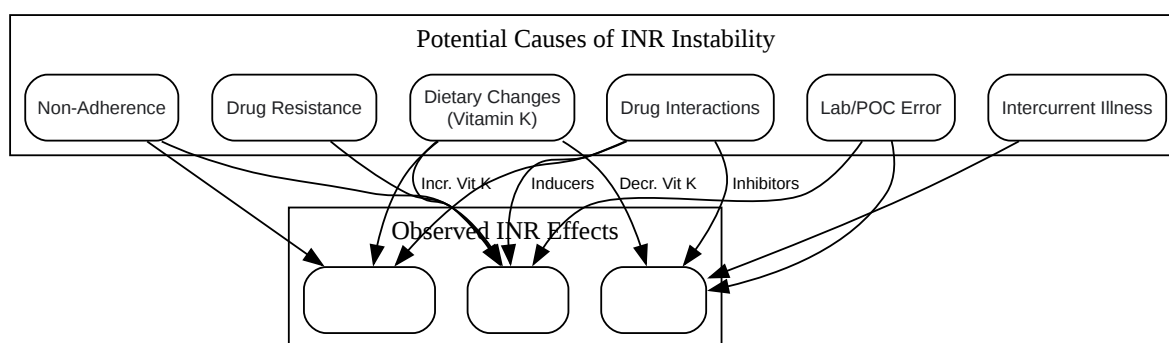 Potential Causes of INR Instability
Non-Adherence
Drug Resistance
Dietary Changes
(Vitamin K)
Drug Interactions
Lab/POC Error
Intercurrent Illness
Incr. Vit K
Inducers
Decr. Vit K
Inhibitors
Observed INR Effects